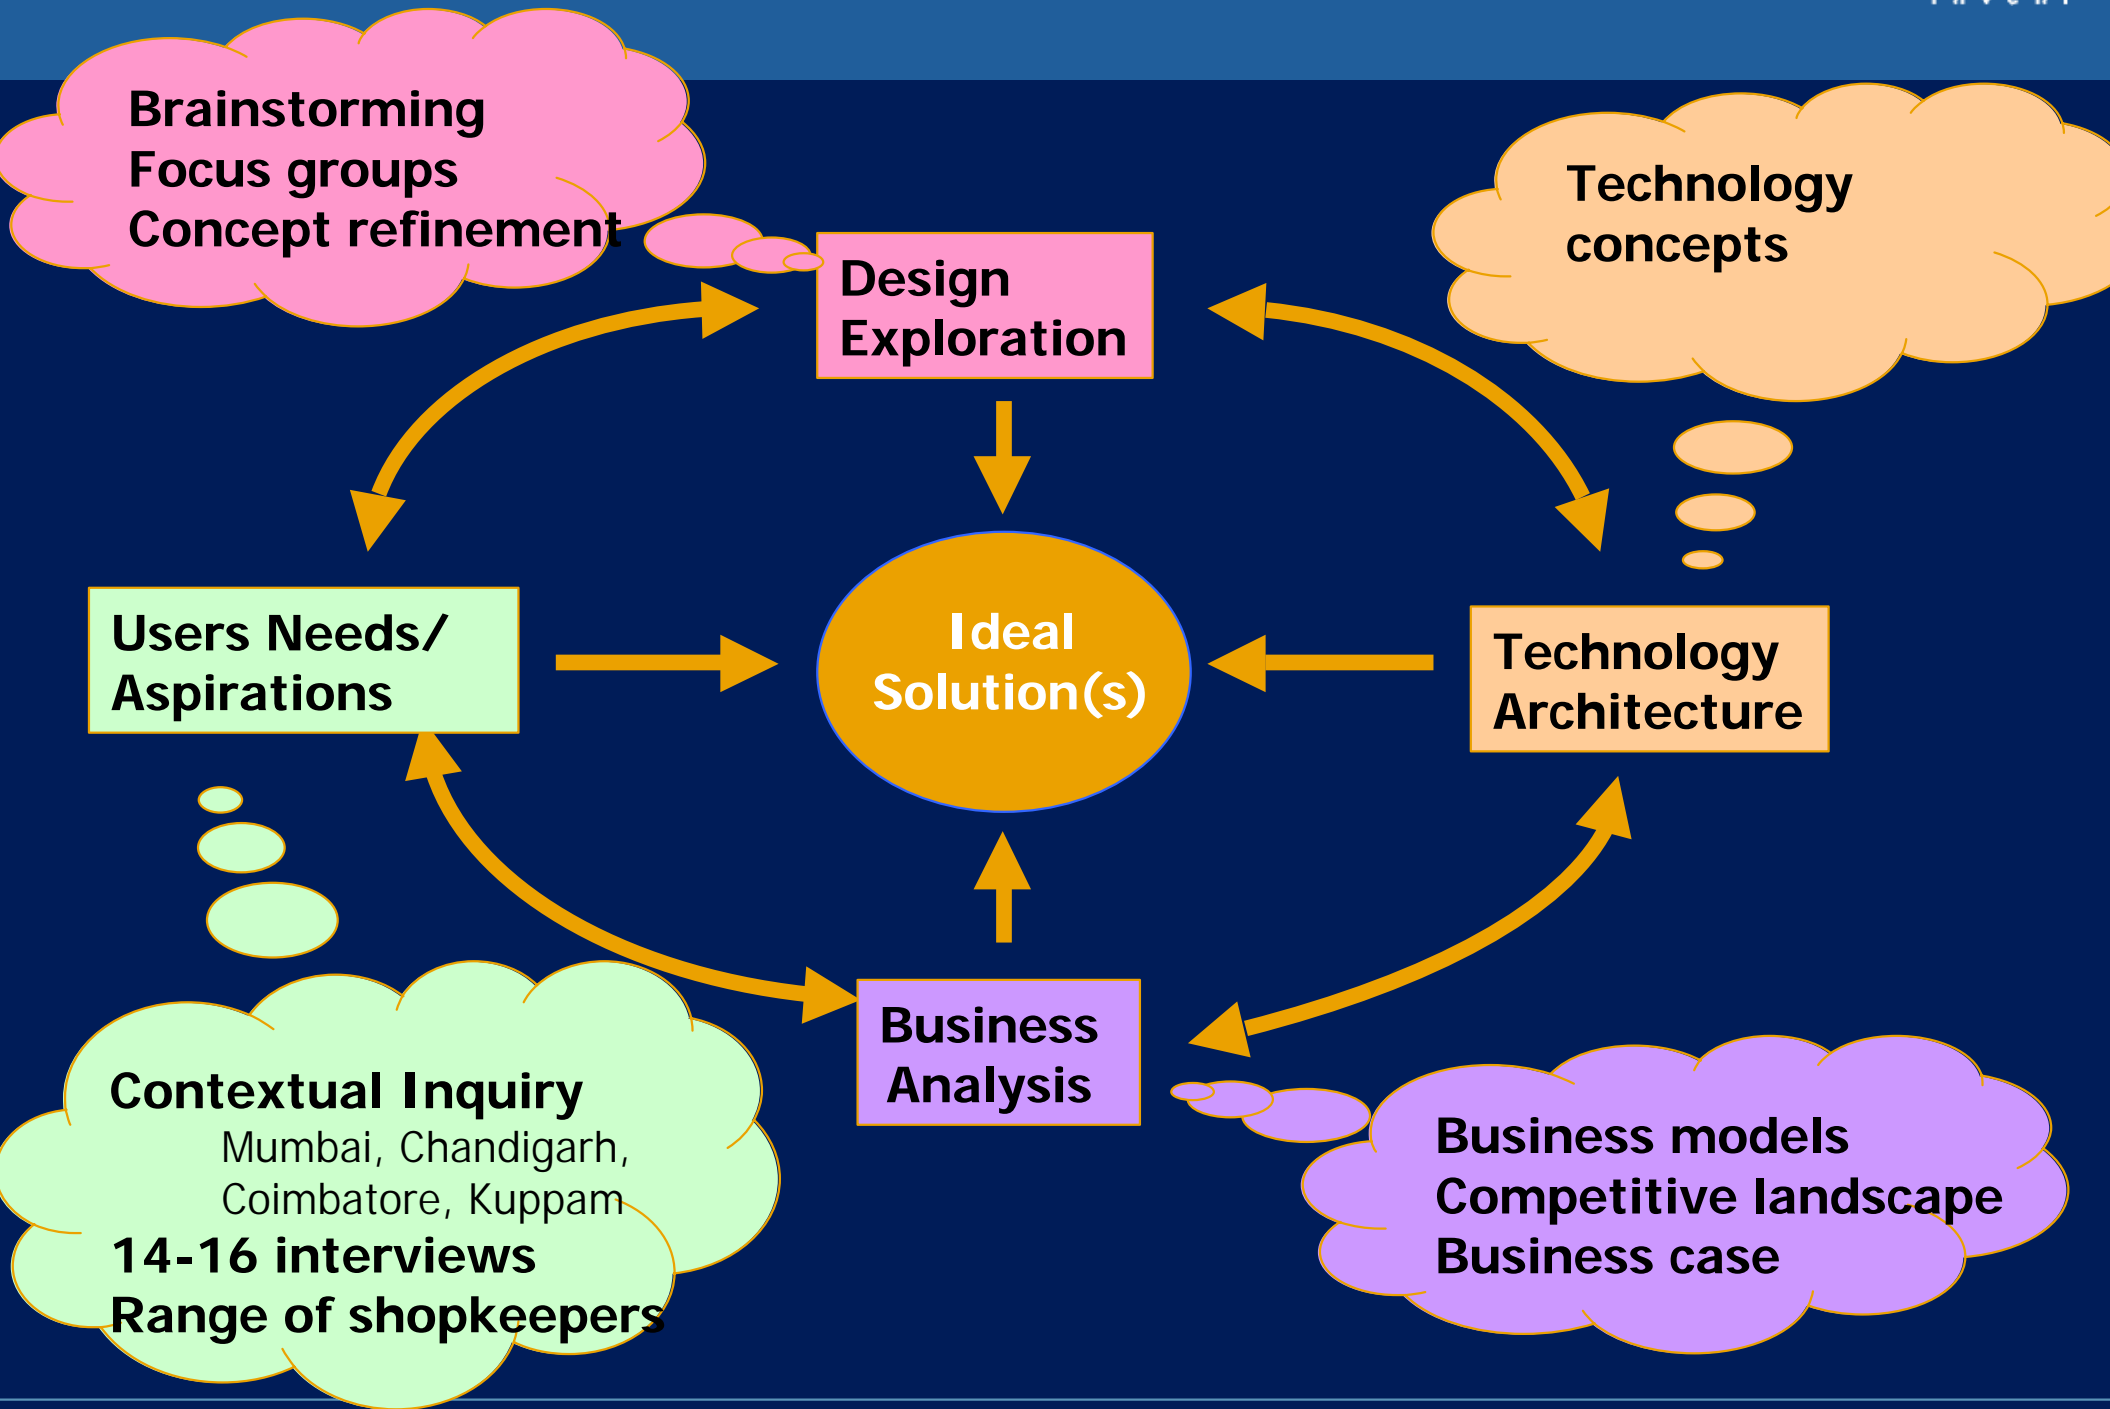 Brainstorming
Focus groups
Concept refinement
Technology
concepts
Design
Exploration
Users Needs/
Aspirations
Ideal
Solution(s)
Technology
Architecture
Business
Analysis
Contextual Inquiry
Mumbai, Chandigarh,
Coimbatore, Kuppam
14-16 interviews
Range of shopkeepers
Business models
Competitive landscape
Business case